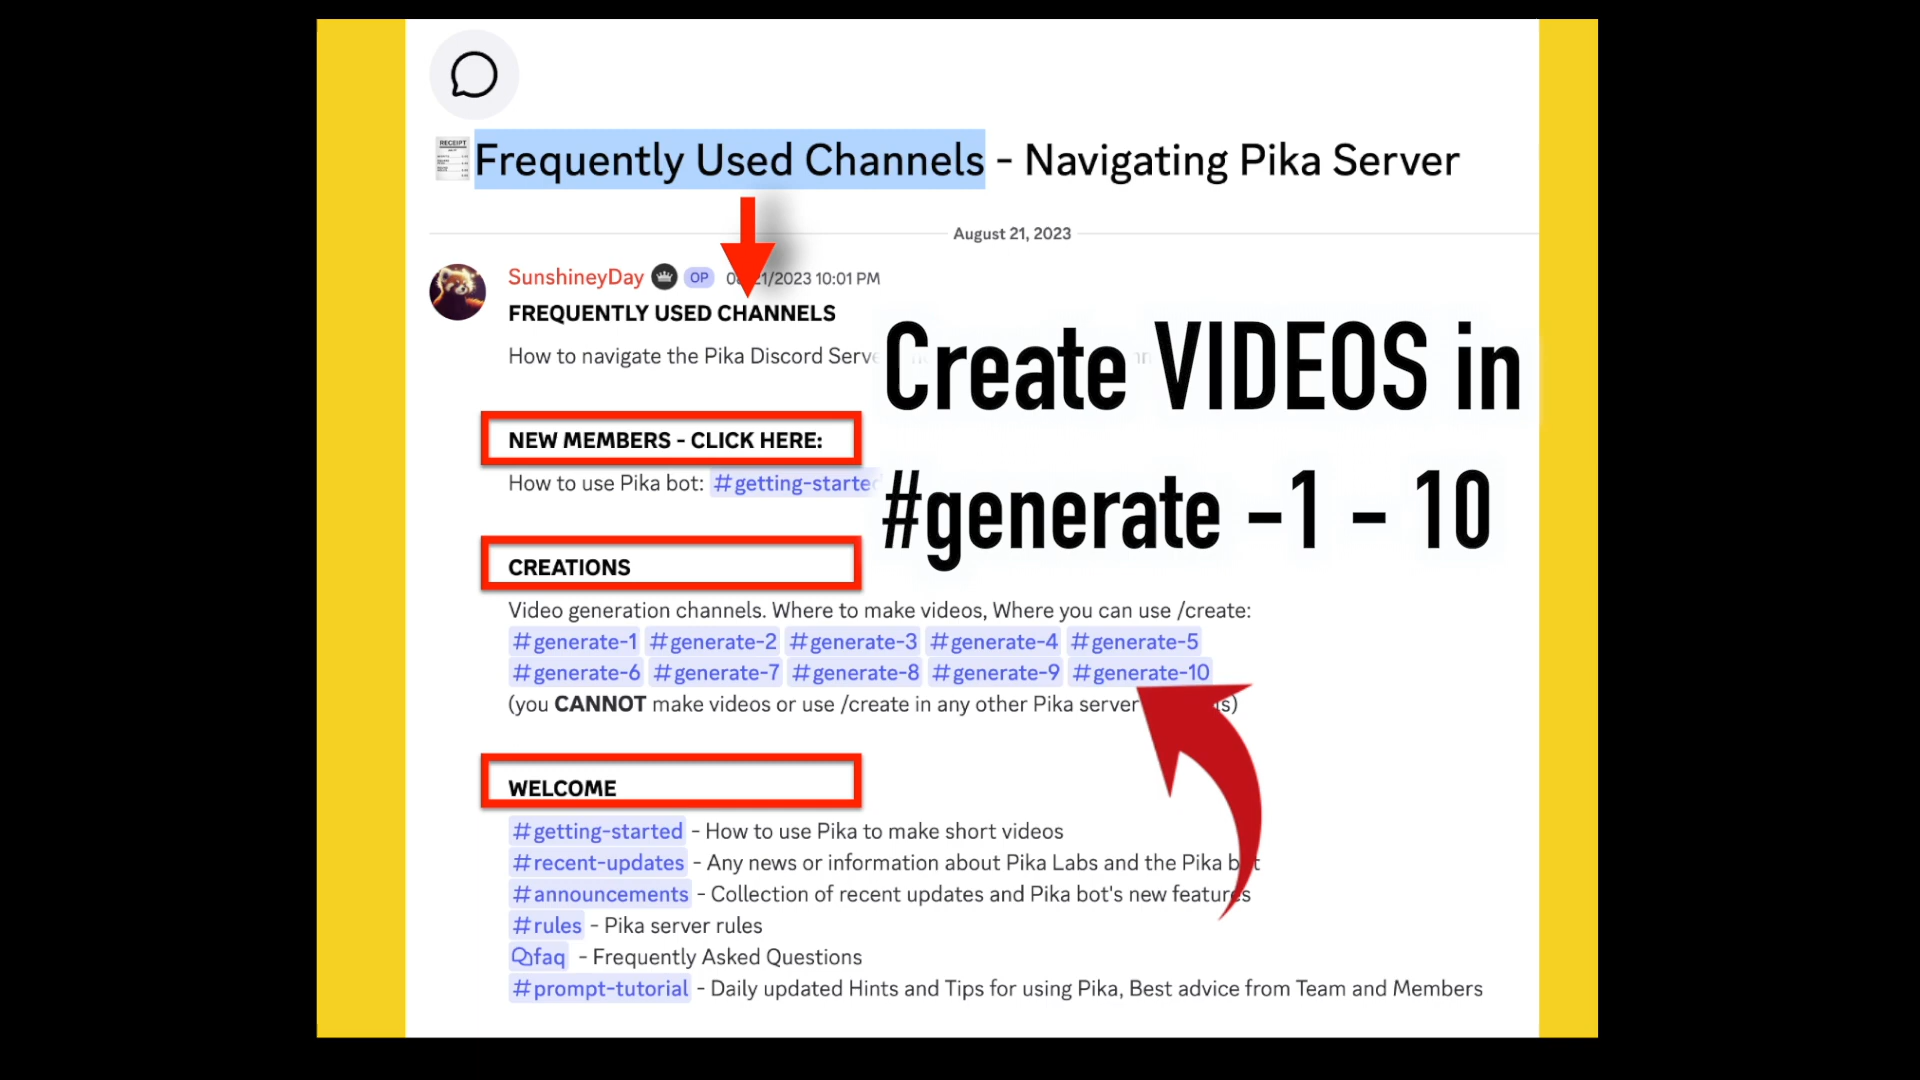 RECEIPT
Frequently Used Channels - Navigating Pika Server
August 21, 2023
SunshineyDay OP 21/2023 10:01 PM
FREQUENTLY USED CHANNELS
How to navigate the Pika Discord
Create VIDEOS in
#generate -1 - 10
NEW MEMBERS - CLICK HERE:
How to use Pika bot: #getting-started
CREATIONS
Video generation channels. Where to make videos, Where you can use /create:
#generate-1 #generate-2 #generate-3 #generate-4 #generate-5
#generate-6 #generate-7 #generate-8 #generate-9 #generate-10
(you CANNOT make videos or use /create in any other Pika server
WELCOME
#getting-started - How to use Pika to make short videos
#recent-updates - Any news or information about Pika Labs and the Pika bot
#announcements - Collection of recent updates and Pika bot's new features
#rules - Pika server rules
faq - Frequently Asked Questions
#prompt-tutorial - Daily updated Hints and Tips for using Pika, Best advice from Team and Members